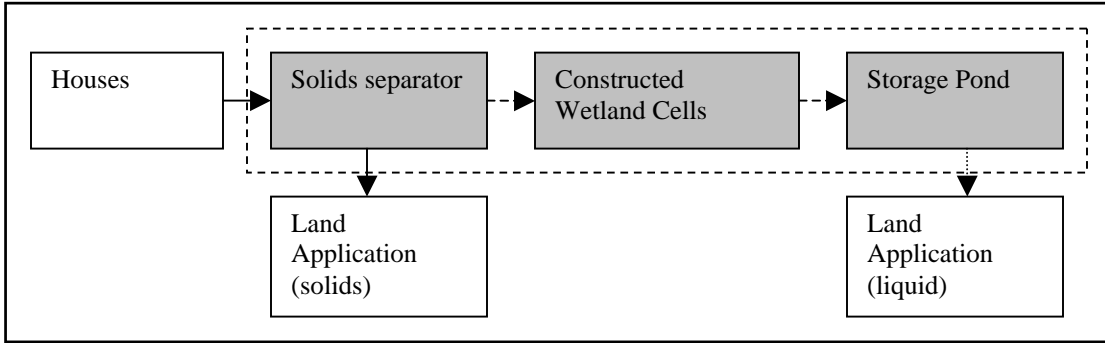 Houses
Solids separator
Constructed
Wetland Cells
Storage Pond
Land
Application
(solids)
Land
Application
(liquid)